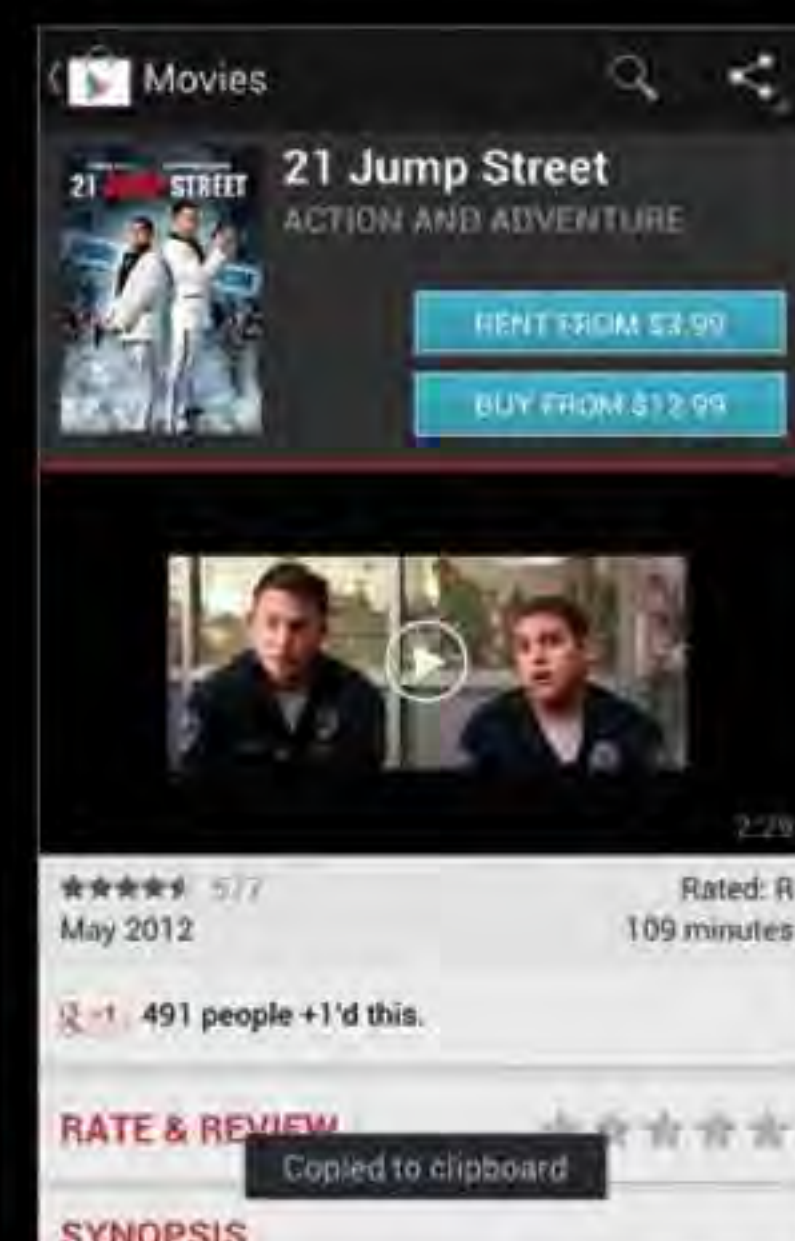 Movies
21 JUMP STREET
21 Jump Street
ACTION AND ADVENTURE
RENT FROM $3.99
BUY FROM $12.99
2:29
577
May 2012
Rated: R
109 minutes
+1
491 people +1'd this.
RATE & REVIEW
Copied to clipboard
SYNOPSIS